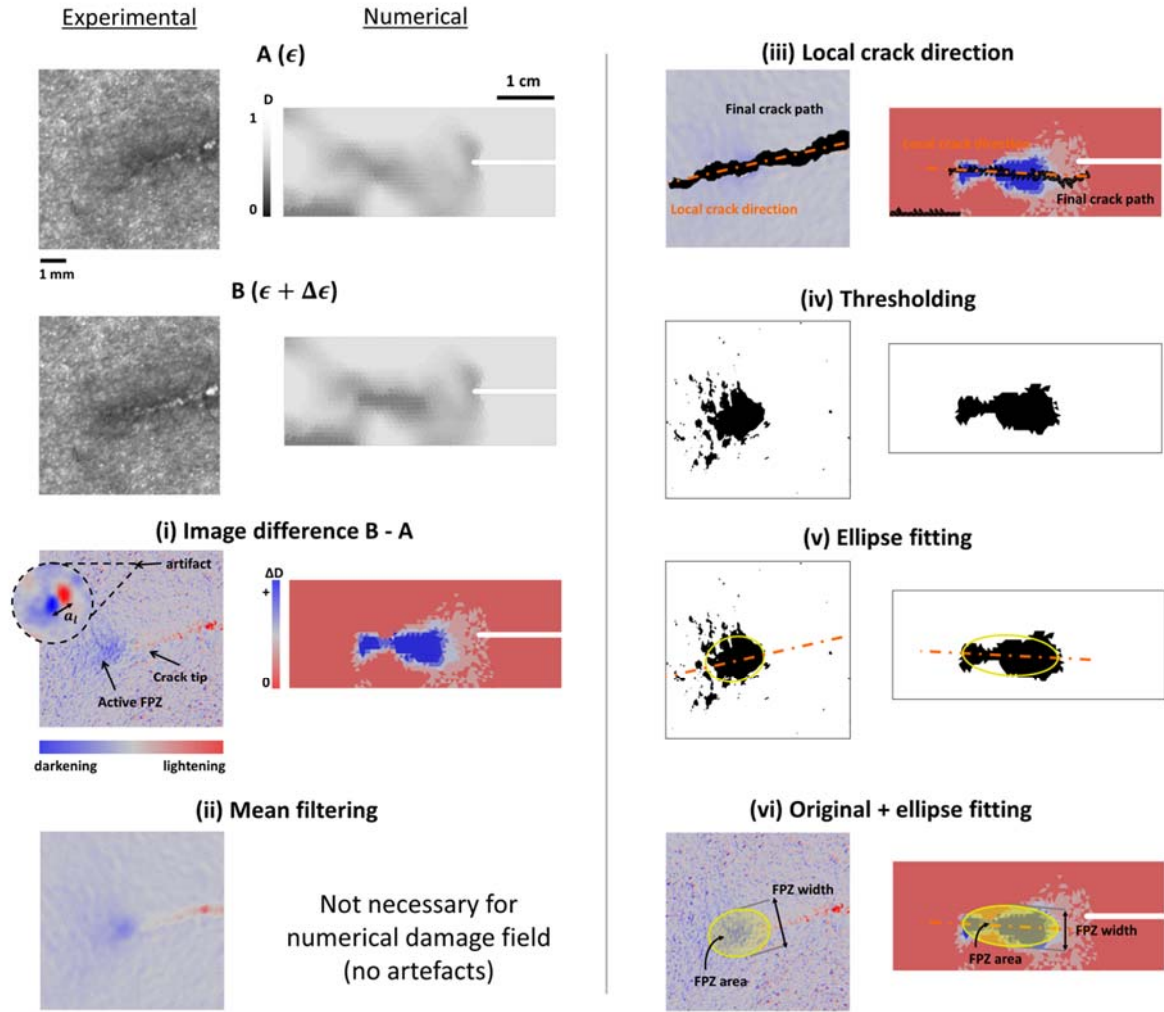 Experimental
Numerical
A (ϵ)
1 cm
D
1
0
1 mm
B (ϵ + Δϵ)
(i) Image difference B - A
artifact
a_l
Crack tip
Active FPZ
ΔD
+
0
darkening
lightening
(ii) Mean filtering
Not necessary for
numerical damage field
(no artefacts)
(iii) Local crack direction
Final crack path
Local crack direction
Local crack direction
Final crack path
(iv) Thresholding
(v) Ellipse fitting
(vi) Original + ellipse fitting
FPZ width
FPZ area
FPZ width
FPZ area